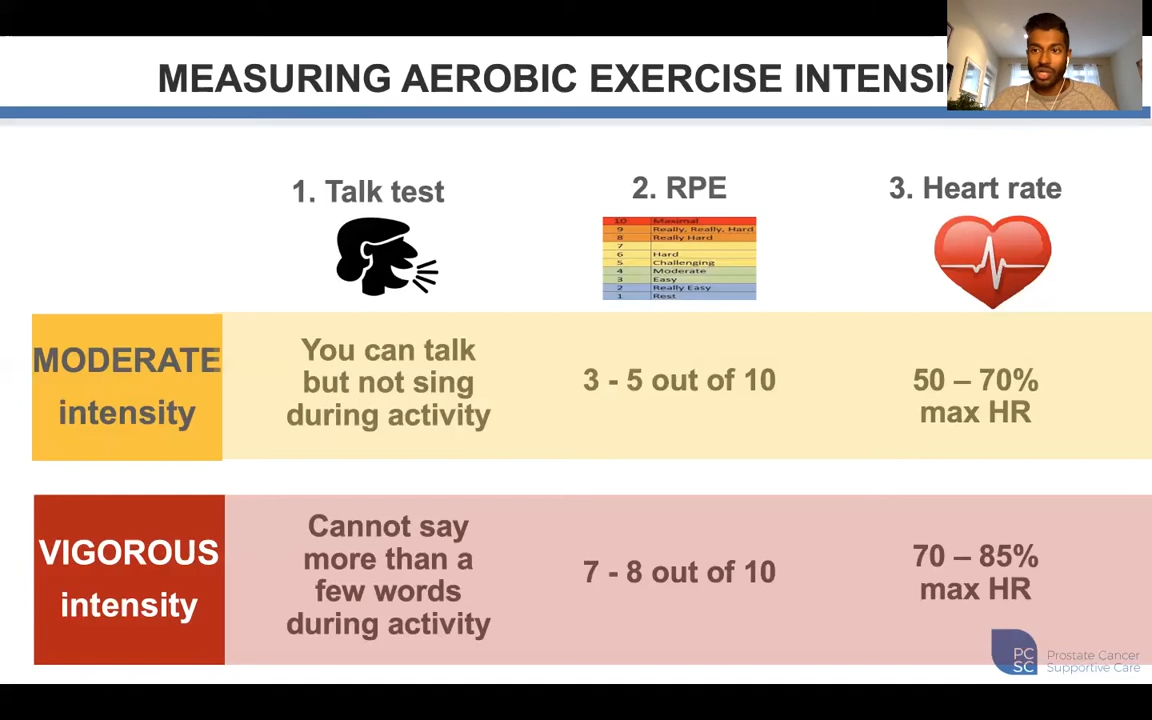 MEASURING AEROBIC EXERCISE INTENSI
1. Talk test
2. RPE
3. Heart rate
10 Maximal
9 Really, Really, Hard
8 Really Hard
7
6 Hard
5 Challenging
4 Moderate
3 Easy
2 Really Easy
1 Rest
MODERATE
intensity
You can talk
but not sing
during activity
3 - 5 out of 10
50 – 70%
max HR
VIGOROUS
intensity
Cannot say
more than a
few words
during activity
7 - 8 out of 10
70 – 85%
max HR
PC
SC
Prostate Cancer
Supportive Care